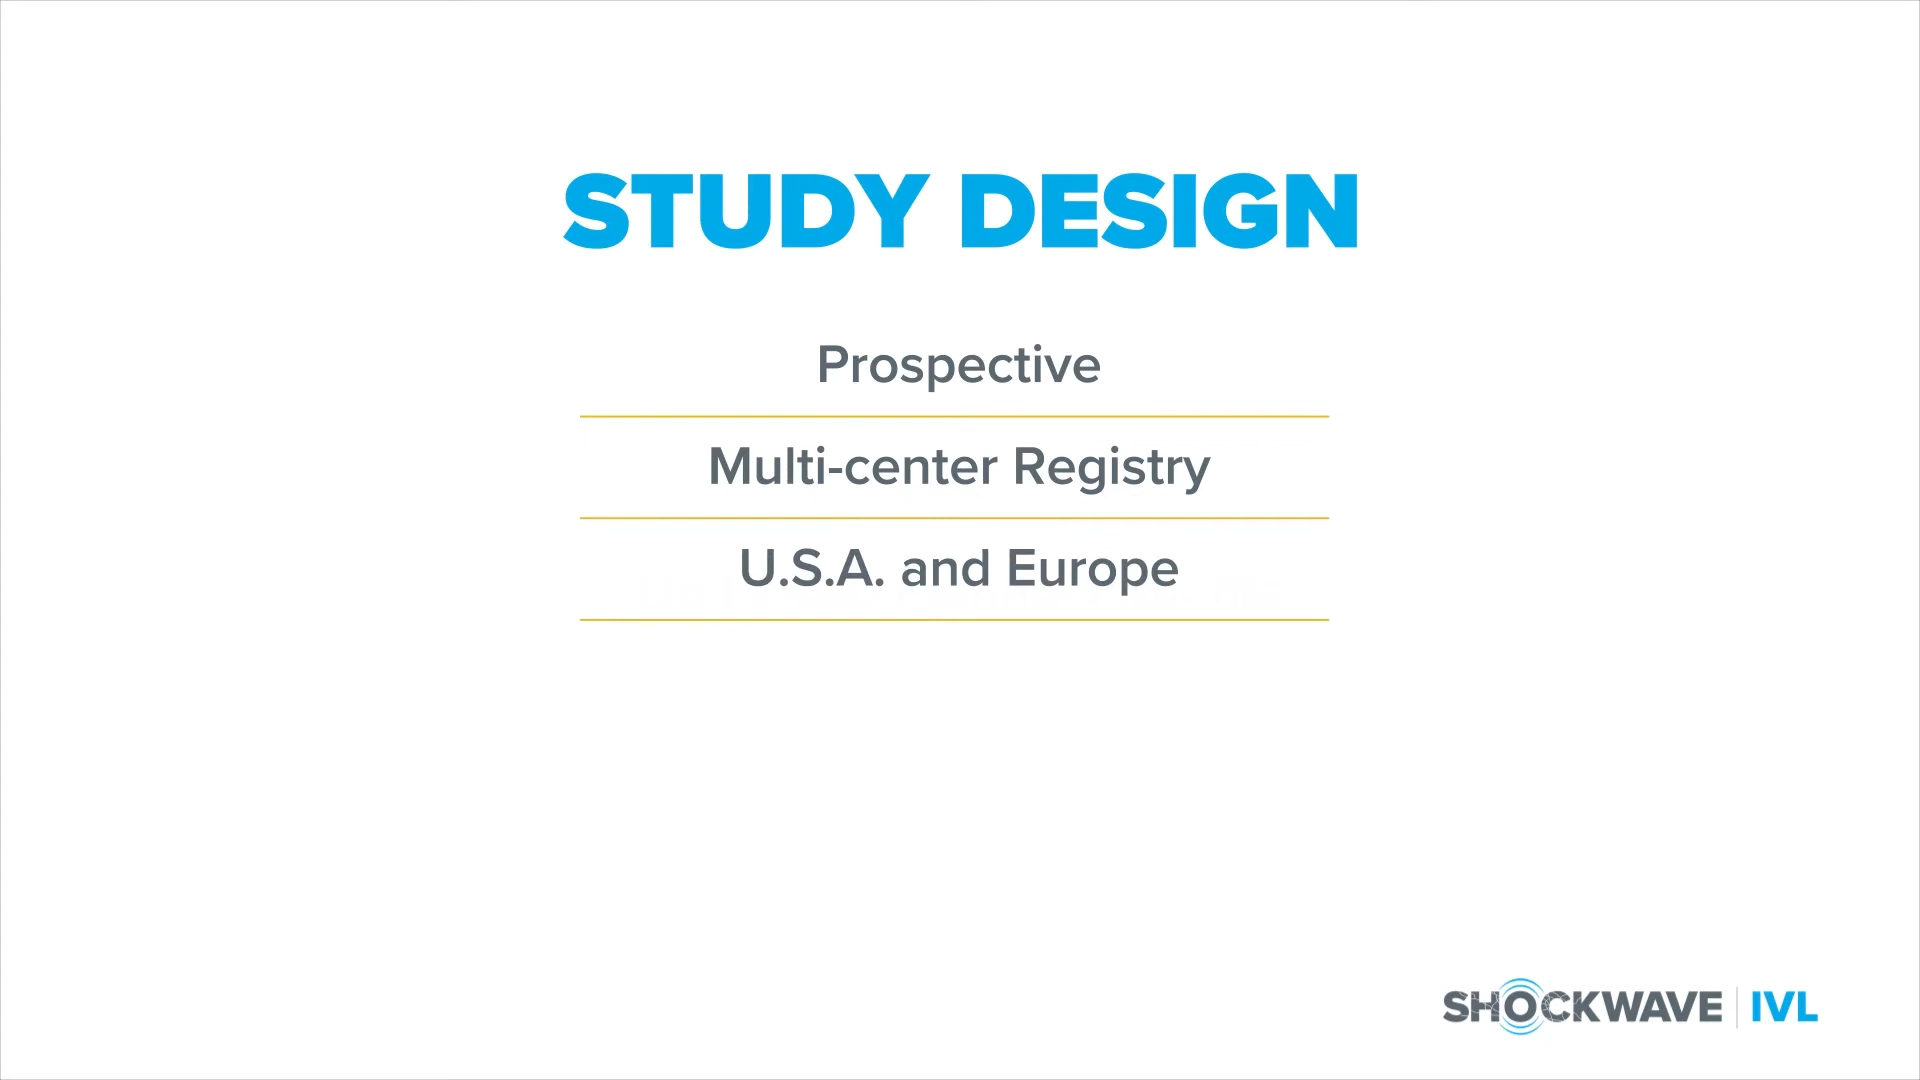 STUDY DESIGN
Prospective
Multi-center Registry
U.S.A. and Europe
SHOCKWAVE | IVL